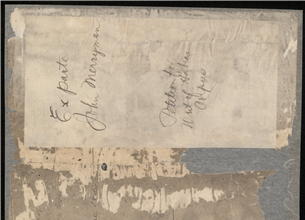 Ex parte
John Merryman
Petition for
Writ of Habeas
Corpus